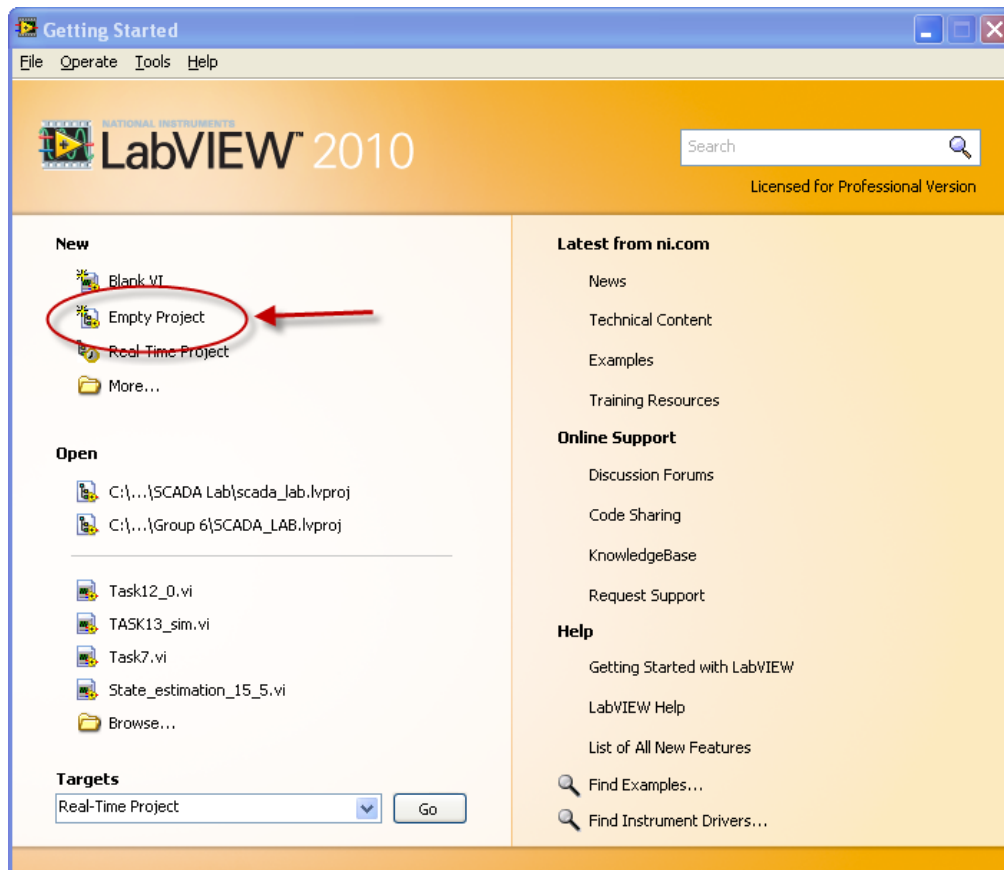 Getting Started
File Operate Tools Help
NATIONAL INSTRUMENTS
LabVIEW™ 2010
Search
Licensed for Professional Version
New
Blank VI
Empty Project
Real-Time Project
More...
Open
C:\...\SCADA Lab\scada_lab.lvproj
C:\...\Group 6\SCADA_LAB.lvproj
Task12_0.vi
TASK13_sim.vi
Task7.vi
State_estimation_15_5.vi
Browse...
Targets
Real-Time Project
Go
Latest from ni.com
News
Technical Content
Examples
Training Resources
Online Support
Discussion Forums
Code Sharing
KnowledgeBase
Request Support
Help
Getting Started with LabVIEW
LabVIEW Help
List of All New Features
Find Examples...
Find Instrument Drivers...